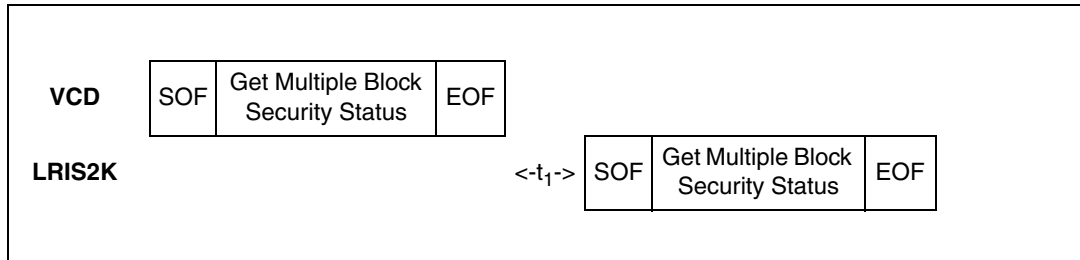 VCD SOF Get Multiple Block Security Status EOF
LRIS2K <-t₁-> SOF Get Multiple Block Security Status EOF